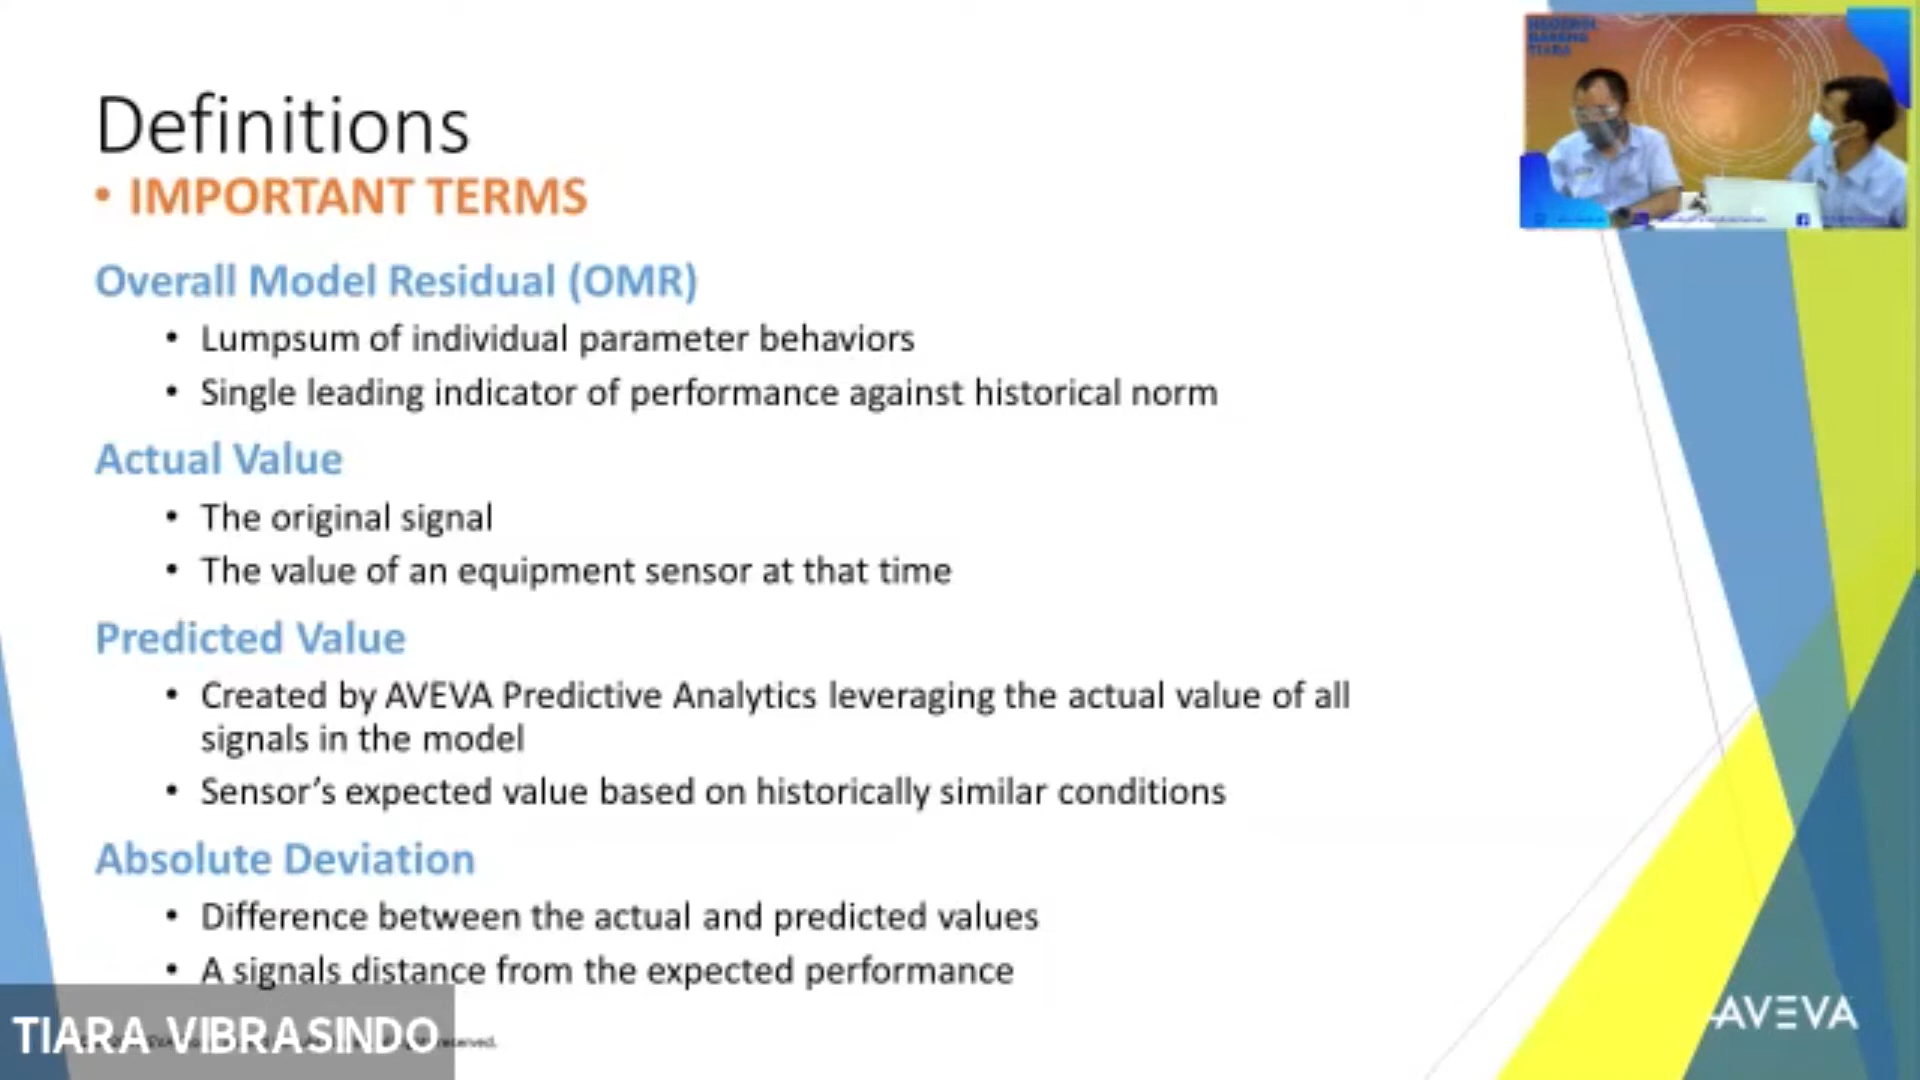 NGOBROL
BARENG
TIARA
Definitions
• IMPORTANT TERMS
Overall Model Residual (OMR)
• Lumpsum of individual parameter behaviors
• Single leading indicator of performance against historical norm
Actual Value
• The original signal
• The value of an equipment sensor at that time
Predicted Value
• Created by AVEVA Predictive Analytics leveraging the actual value of all
signals in the model
• Sensor’s expected value based on historically similar conditions
Absolute Deviation
• Difference between the actual and predicted values
• A signals distance from the expected performance
TIARA VIBRASINDO
reserved.
AVEVA